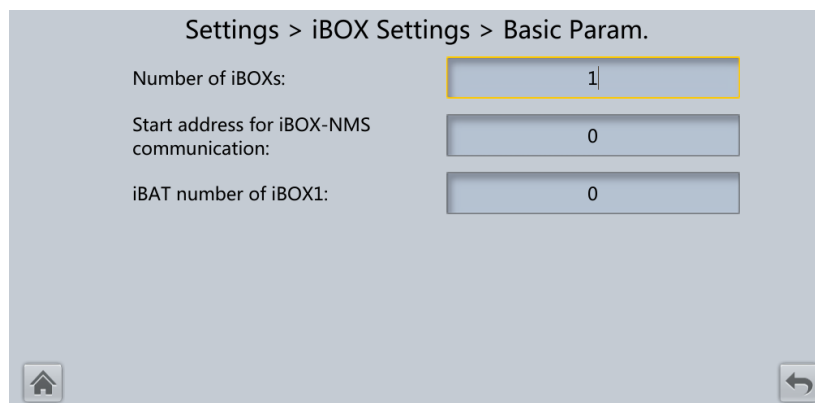 Settings > iBOX Settings > Basic Param.
Number of iBOXs:
1
Start address for iBOX-NMS
communication:
0
iBAT number of iBOX1:
0